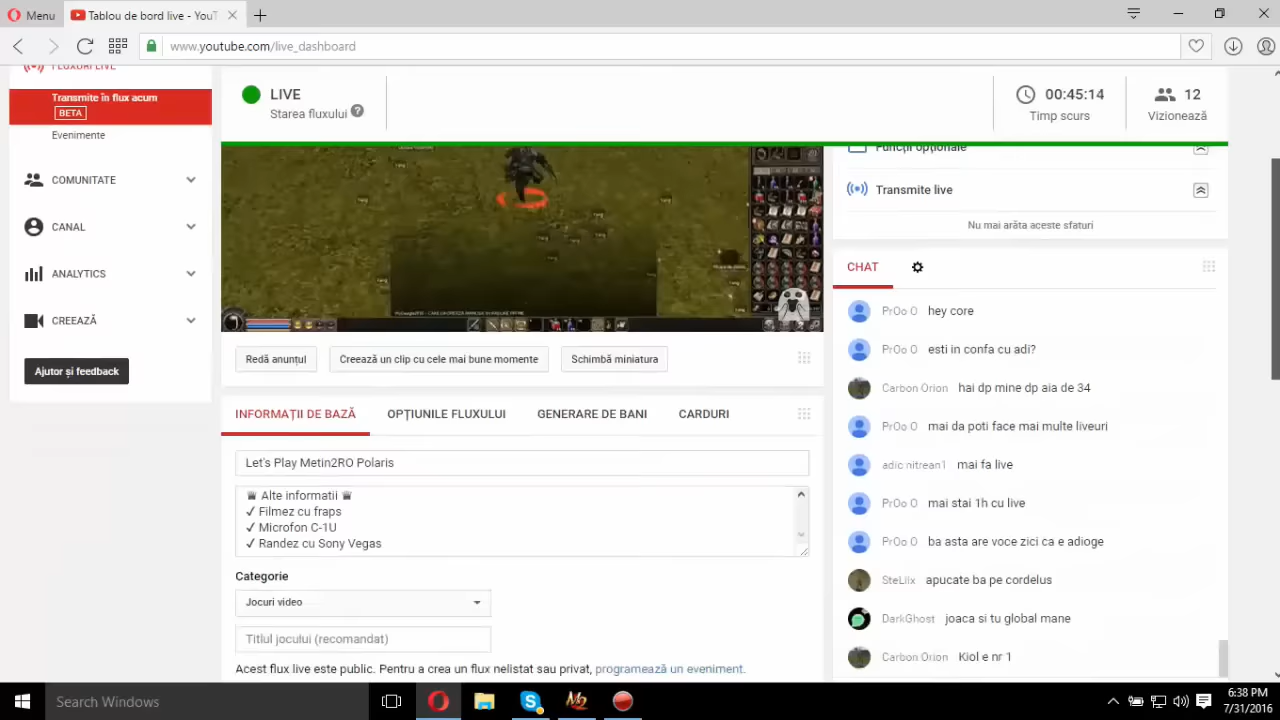 Menu
Tablou de bord live - YouT
www.youtube.com/live_dashboard
FLUXURI LIVE
Transmite în flux acum
BETA
Evenimente
COMUNITATE
CANAL
ANALYTICS
CREEAZĂ
Ajutor și feedback
LIVE
Starea fluxului
00:45:14
Timp scurs
12
Vizionează
Redă anunțul
Creează un clip cu cele mai bune momente
Schimbă miniatura
INFORMAȚII DE BAZĂ
OPȚIUNILE FLUXULUI
GENERARE DE BANI
CARDURI
Let's Play Metin2RO Polaris
♛ Alte informatii ♛
✓ Filmez cu fraps
✓ Microfon C-1U
✓ Randez cu Sony Vegas
Categorie
Jocuri video
Titlul jocului (recomandat)
Acest flux live este public. Pentru a crea un flux nelistat sau privat, programează un eveniment.
Funcții opționale
Transmite live
Nu mai arăta aceste sfaturi
CHAT
PrOo O hey core
PrOo O esti in confa cu adi?
Carbon Orion hai dp mine dp aia de 34
PrOo O mai da poti face mai multe liveuri
adic nitrean1 mai fa live
PrOo O mai stai 1h cu live
PrOo O ba asta are voce zici ca e adioge
SteLiix apucate ba pe cordelus
DarkGhost joaca si tu global mane
Carbon Orion Kiol e nr 1
Search Windows
6:38 PM
7/31/2016